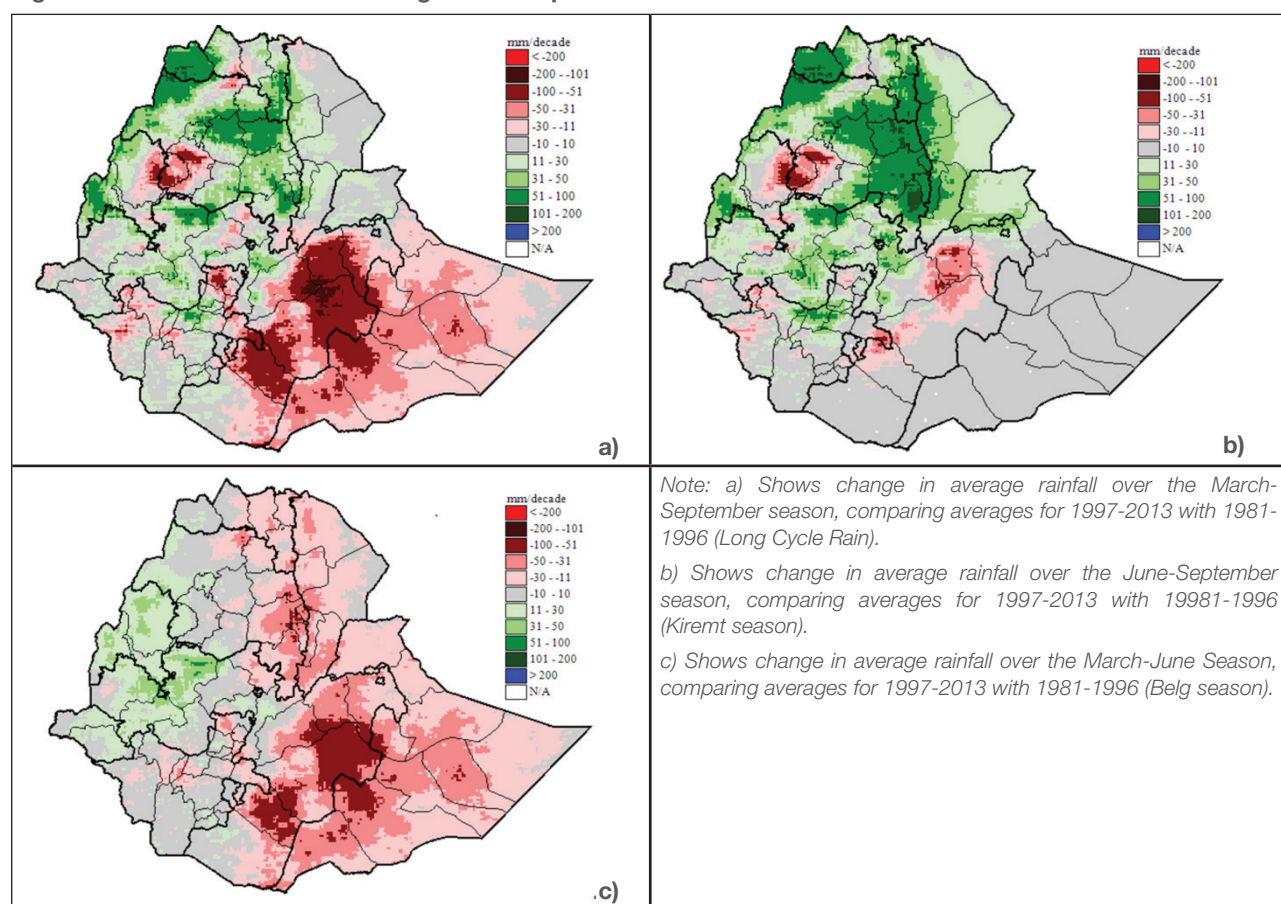 mm/decade
< -200
-200 - -101
-100 - -51
-50 - -31
-30 - -11
-10 - 10
11 - 30
31 - 50
51 - 100
101 - 200
> 200
N/A
a)
mm/decade
< -200
-200 - -101
-100 - -51
-50 - -31
-30 - -11
-10 - 10
11 - 30
31 - 50
51 - 100
101 - 200
> 200
N/A
b)
mm/decade
< -200
-200 - -101
-100 - -51
-50 - -31
-30 - -11
-10 - 10
11 - 30
31 - 50
51 - 100
101 - 200
> 200
N/A
.c)
Note: a) Shows change in average rainfall over the March-
September season, comparing averages for 1997-2013 with 1981-
1996 (Long Cycle Rain).
b) Shows change in average rainfall over the June-September
season, comparing averages for 1997-2013 with 19981-1996
(Kiremt season).
c) Shows change in average rainfall over the March-June Season,
comparing averages for 1997-2013 with 1981-1996 (Belg season).